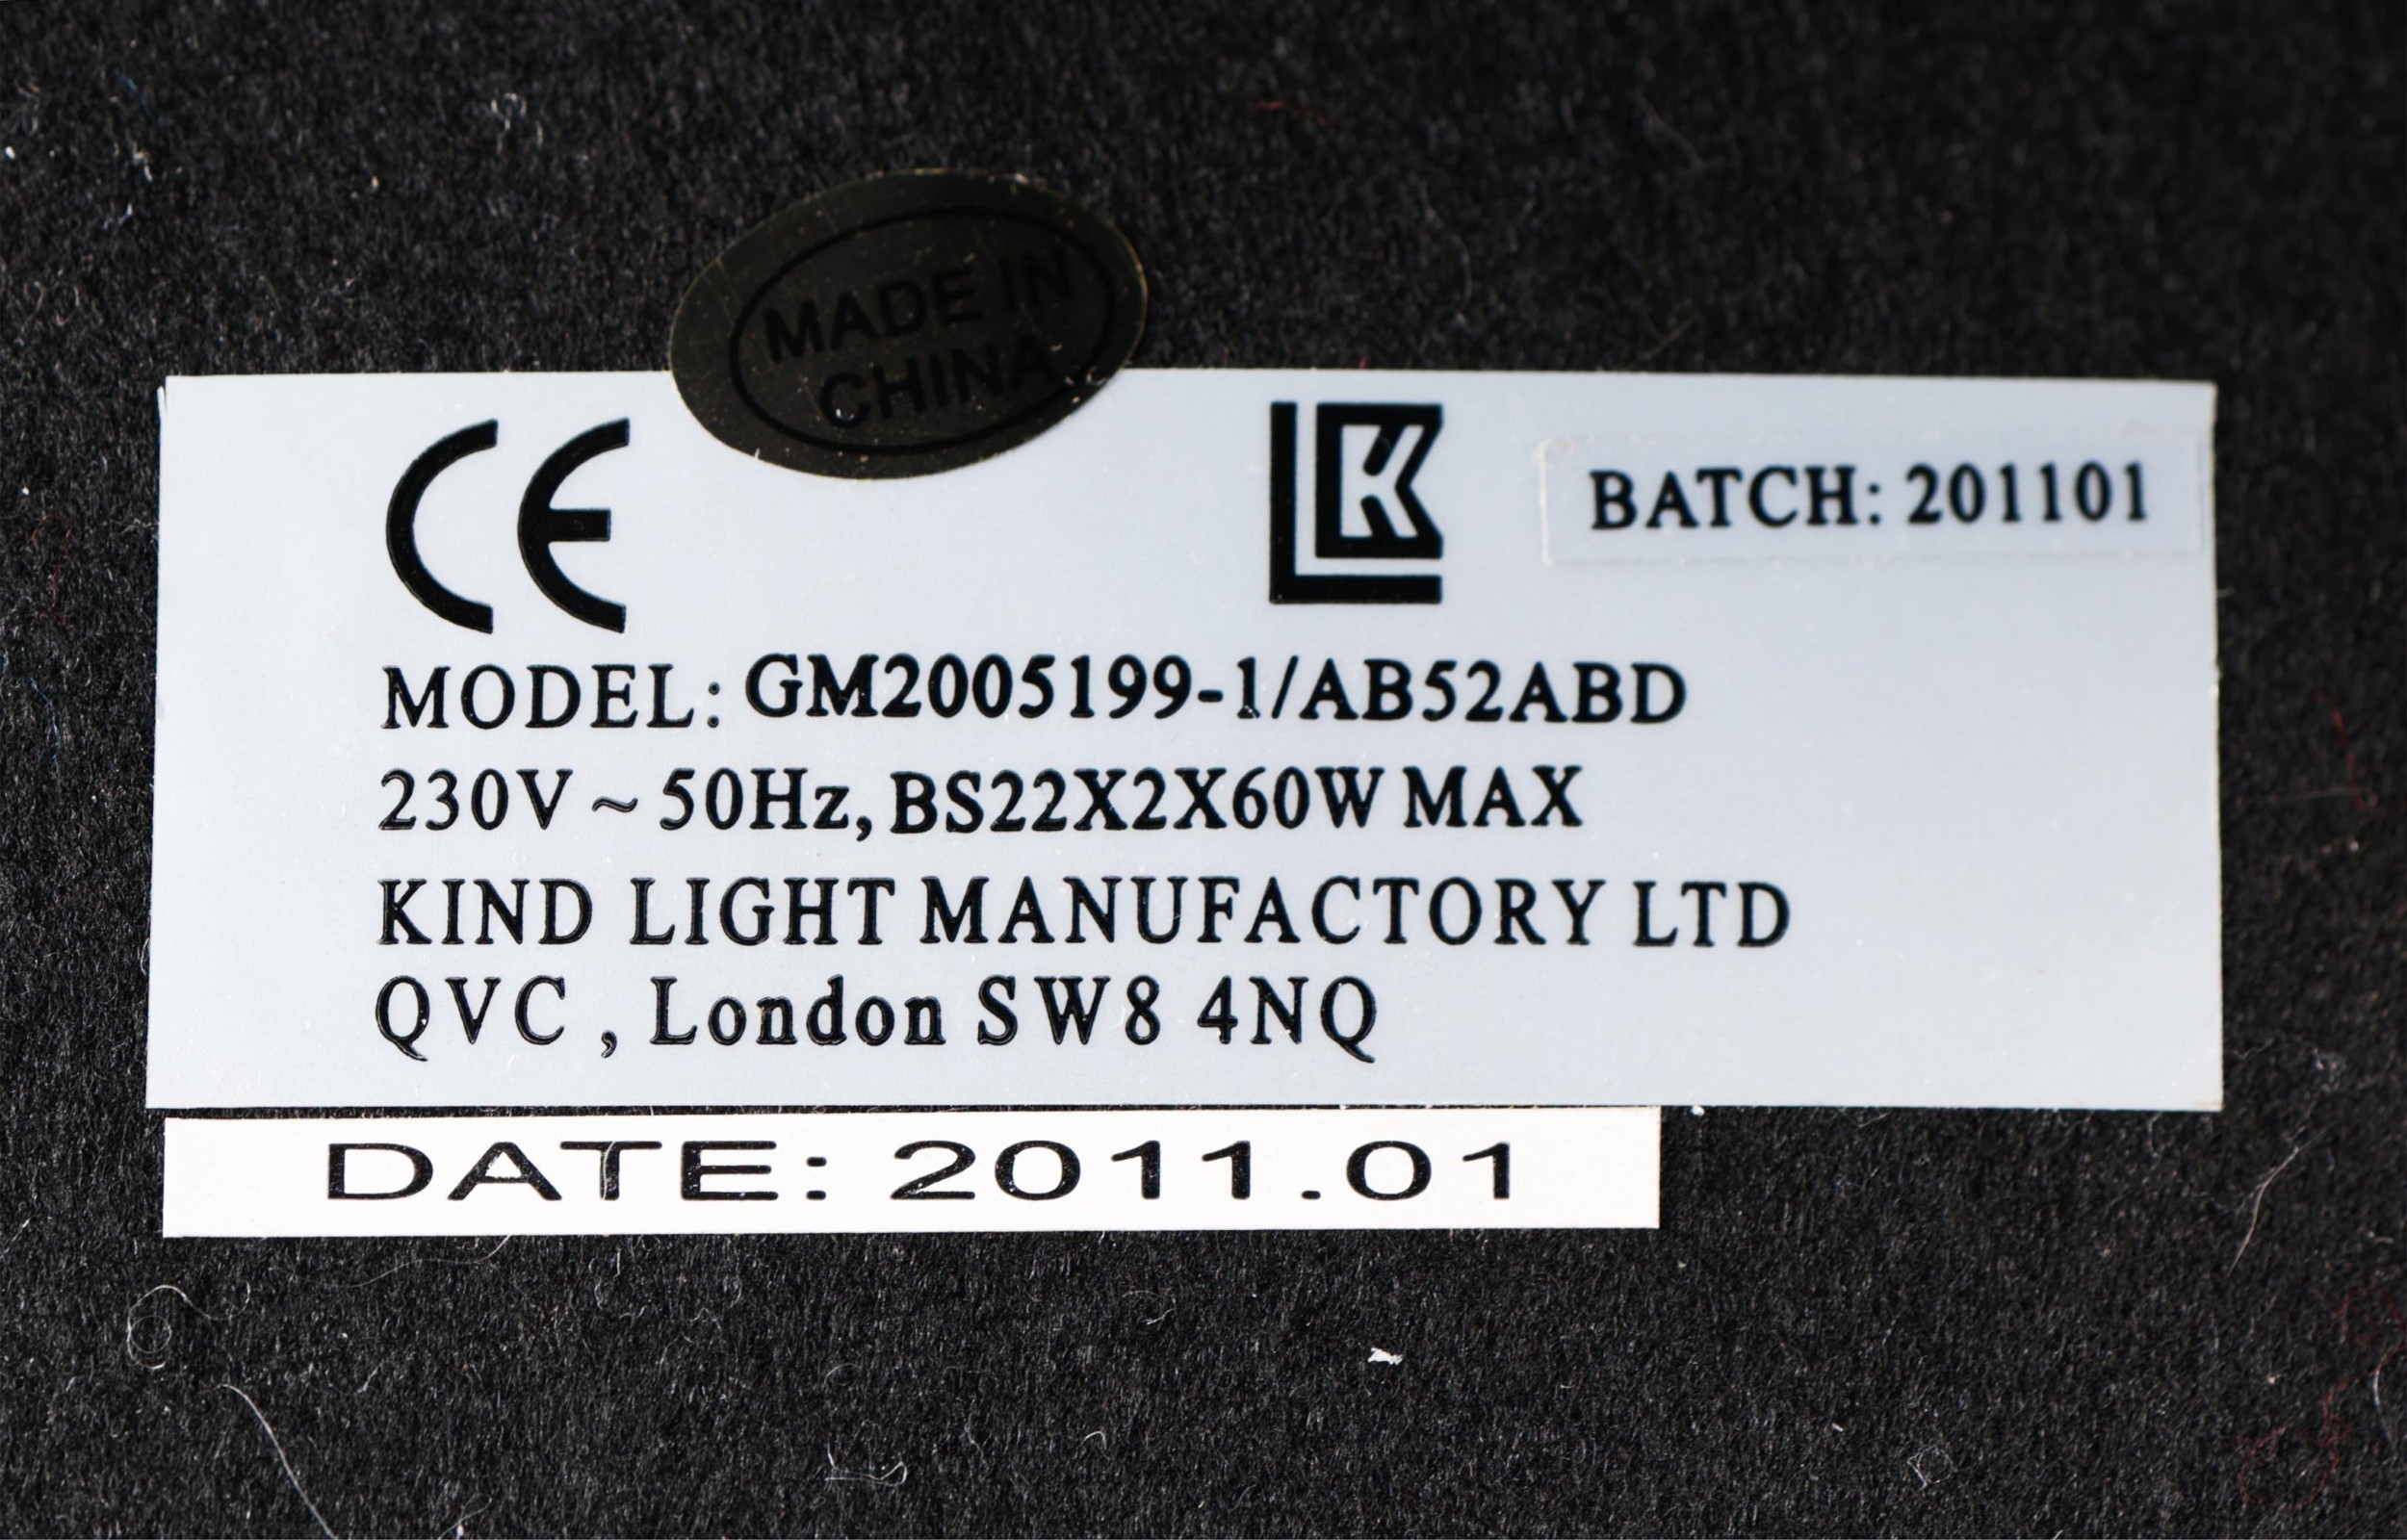 MADE IN
CHINA
CE
LK
BATCH: 201101
MODEL: GM2005199-1/AB52ABD
230V ~ 50Hz, BS22X2X60W MAX
KIND LIGHT MANUFACTORY LTD
QVC , London SW8 4NQ
DATE: 2011.01